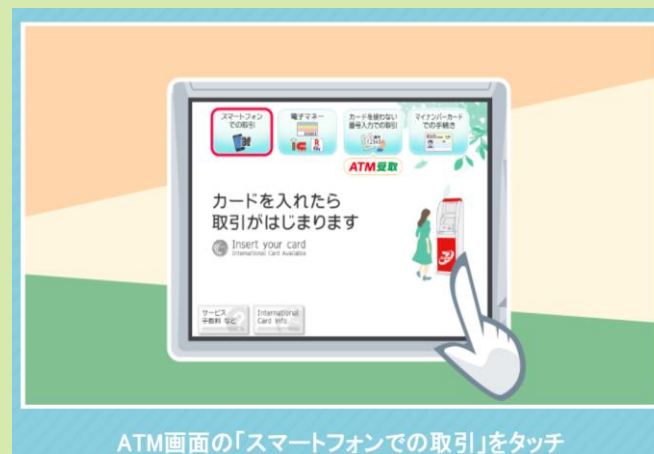 スマートフォン
での取引
電子マネー
カードを使わない
番号入力での取引
マイナンバーカード
での手続き
ATM受取
カードを入れたら
取引がはじまります
Insert your card
International Card Available
サービス
手数料 など
International
Card Info
ATM画面の「スマートフォンでの取引」をタッチ